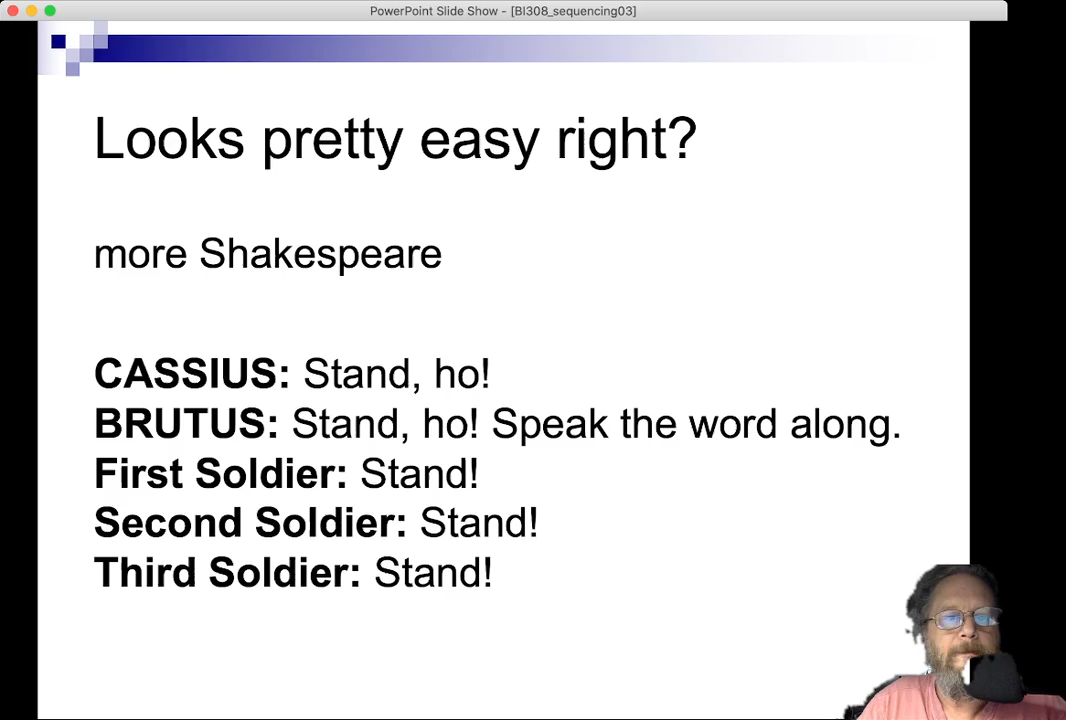 PowerPoint Slide Show - [BI308_sequencing03]
Looks pretty easy right?
more Shakespeare
CASSIUS: Stand, ho!
BRUTUS: Stand, ho! Speak the word along.
First Soldier: Stand!
Second Soldier: Stand!
Third Soldier: Stand!